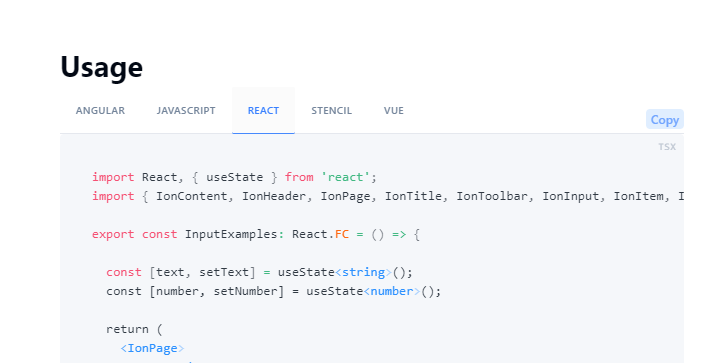 Usage
ANGULAR JAVASCRIPT REACT STENCIL VUE
Copy
TSX
import React, { useState } from 'react';
import { IonContent, IonHeader, IonPage, IonTitle, IonToolbar, IonInput, IonItem, I
export const InputExamples: React.FC = () => {
const [text, setText] = useState<string>();
const [number, setNumber] = useState<number>();
return (
<IonPage>